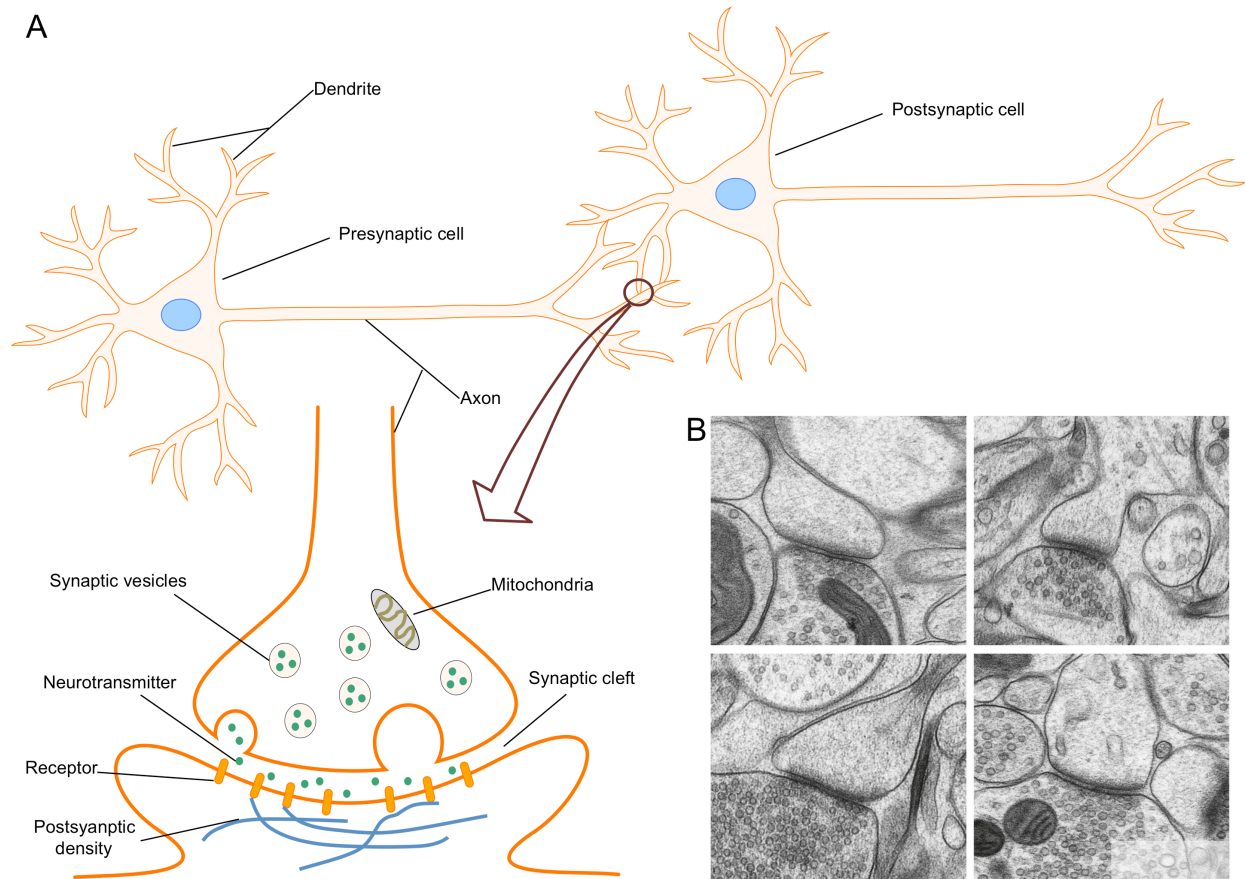 A
Dendrite
Postsynaptic cell
Presynaptic cell
Axon
B
Synaptic vesicles
Mitochondria
Neurotransmitter
Synaptic cleft
Receptor
Postsyanptic
density